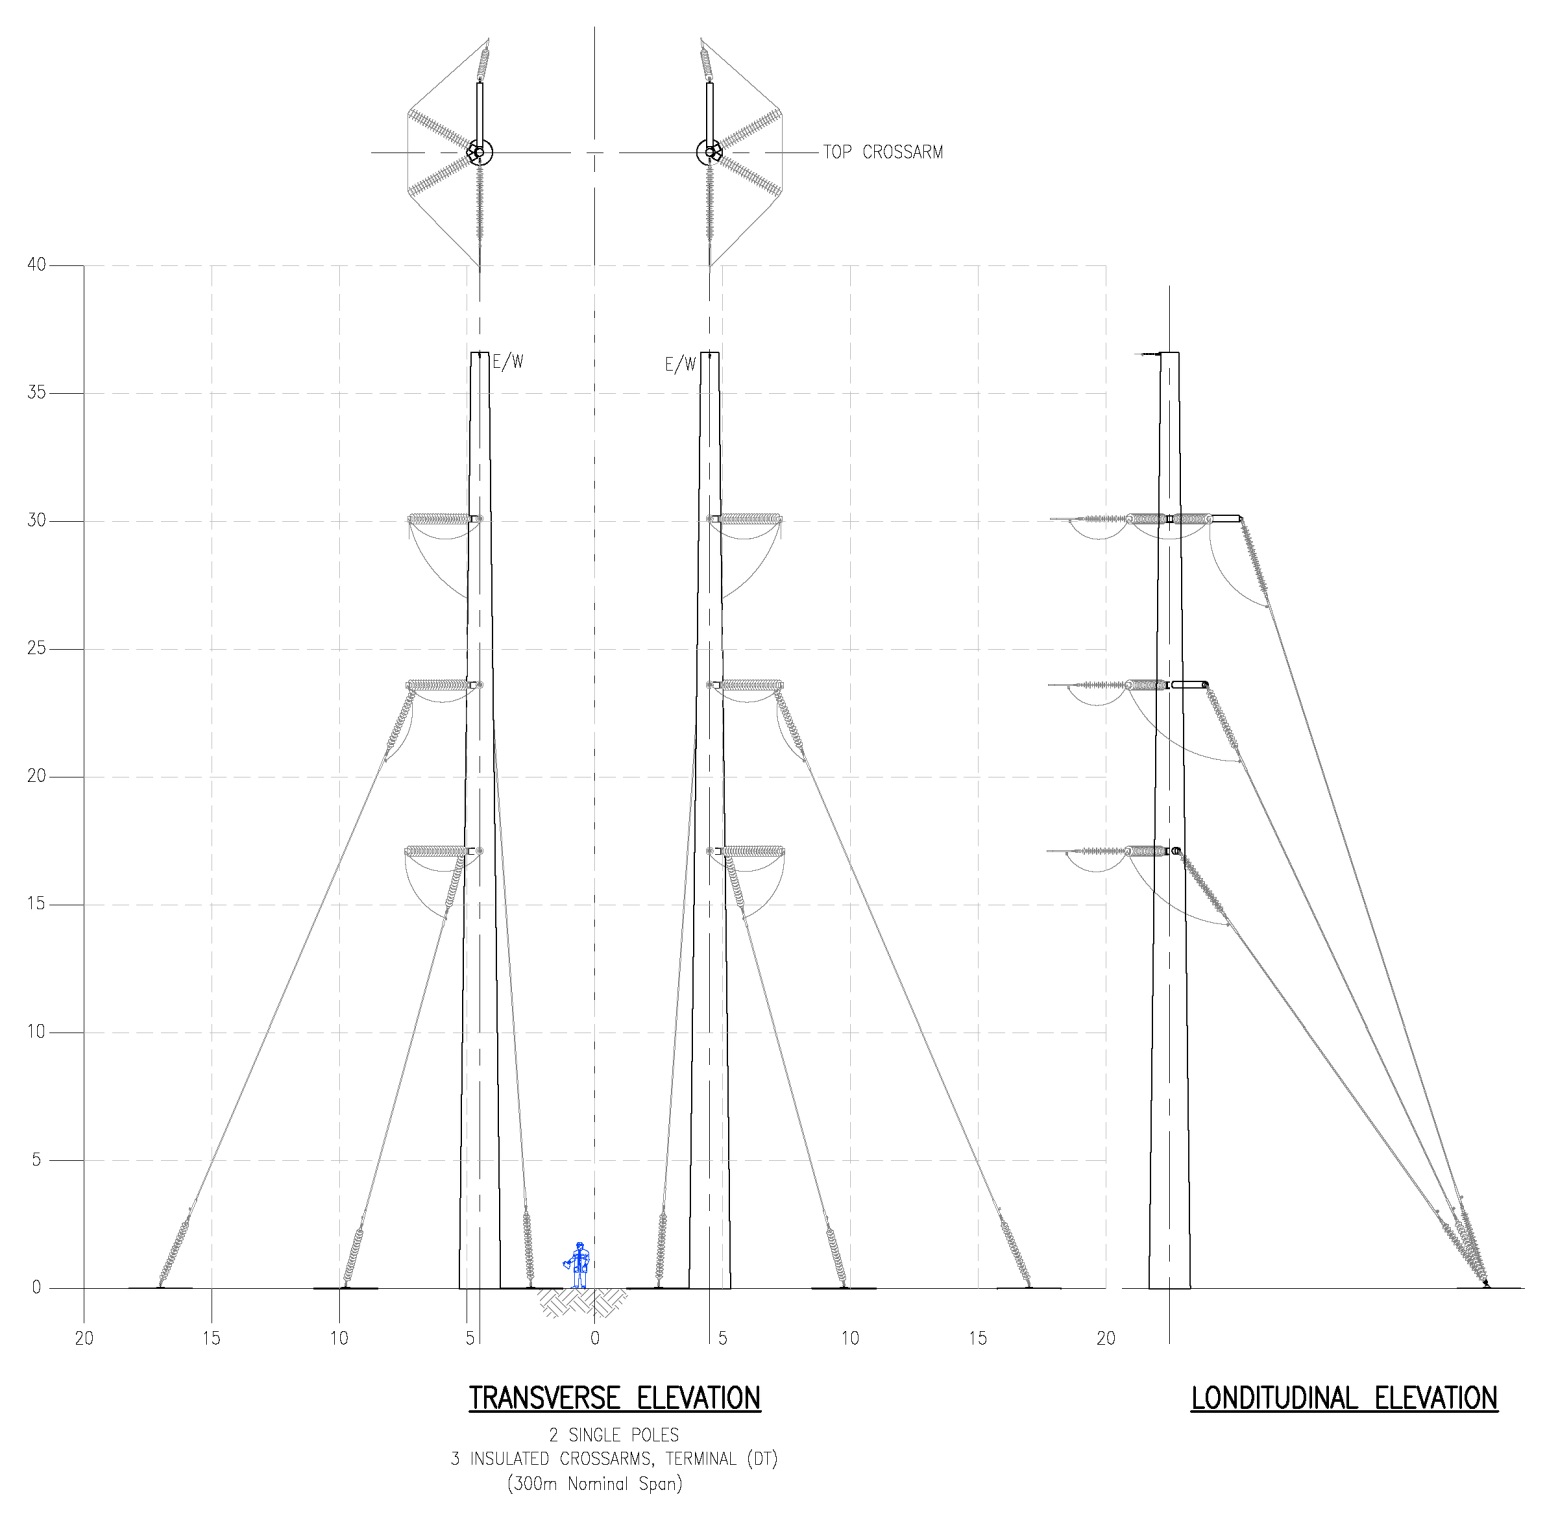 TOP CROSSARM
40
E/W
E/W
35
30
25
20
15
10
5
0
20 15 10 5 0 5 10 15 20
TRANSVERSE ELEVATION
LONDITUDINAL ELEVATION
2 SINGLE POLES
3 INSULATED CROSSARMS, TERMINAL (DT)
(300m Nominal Span)